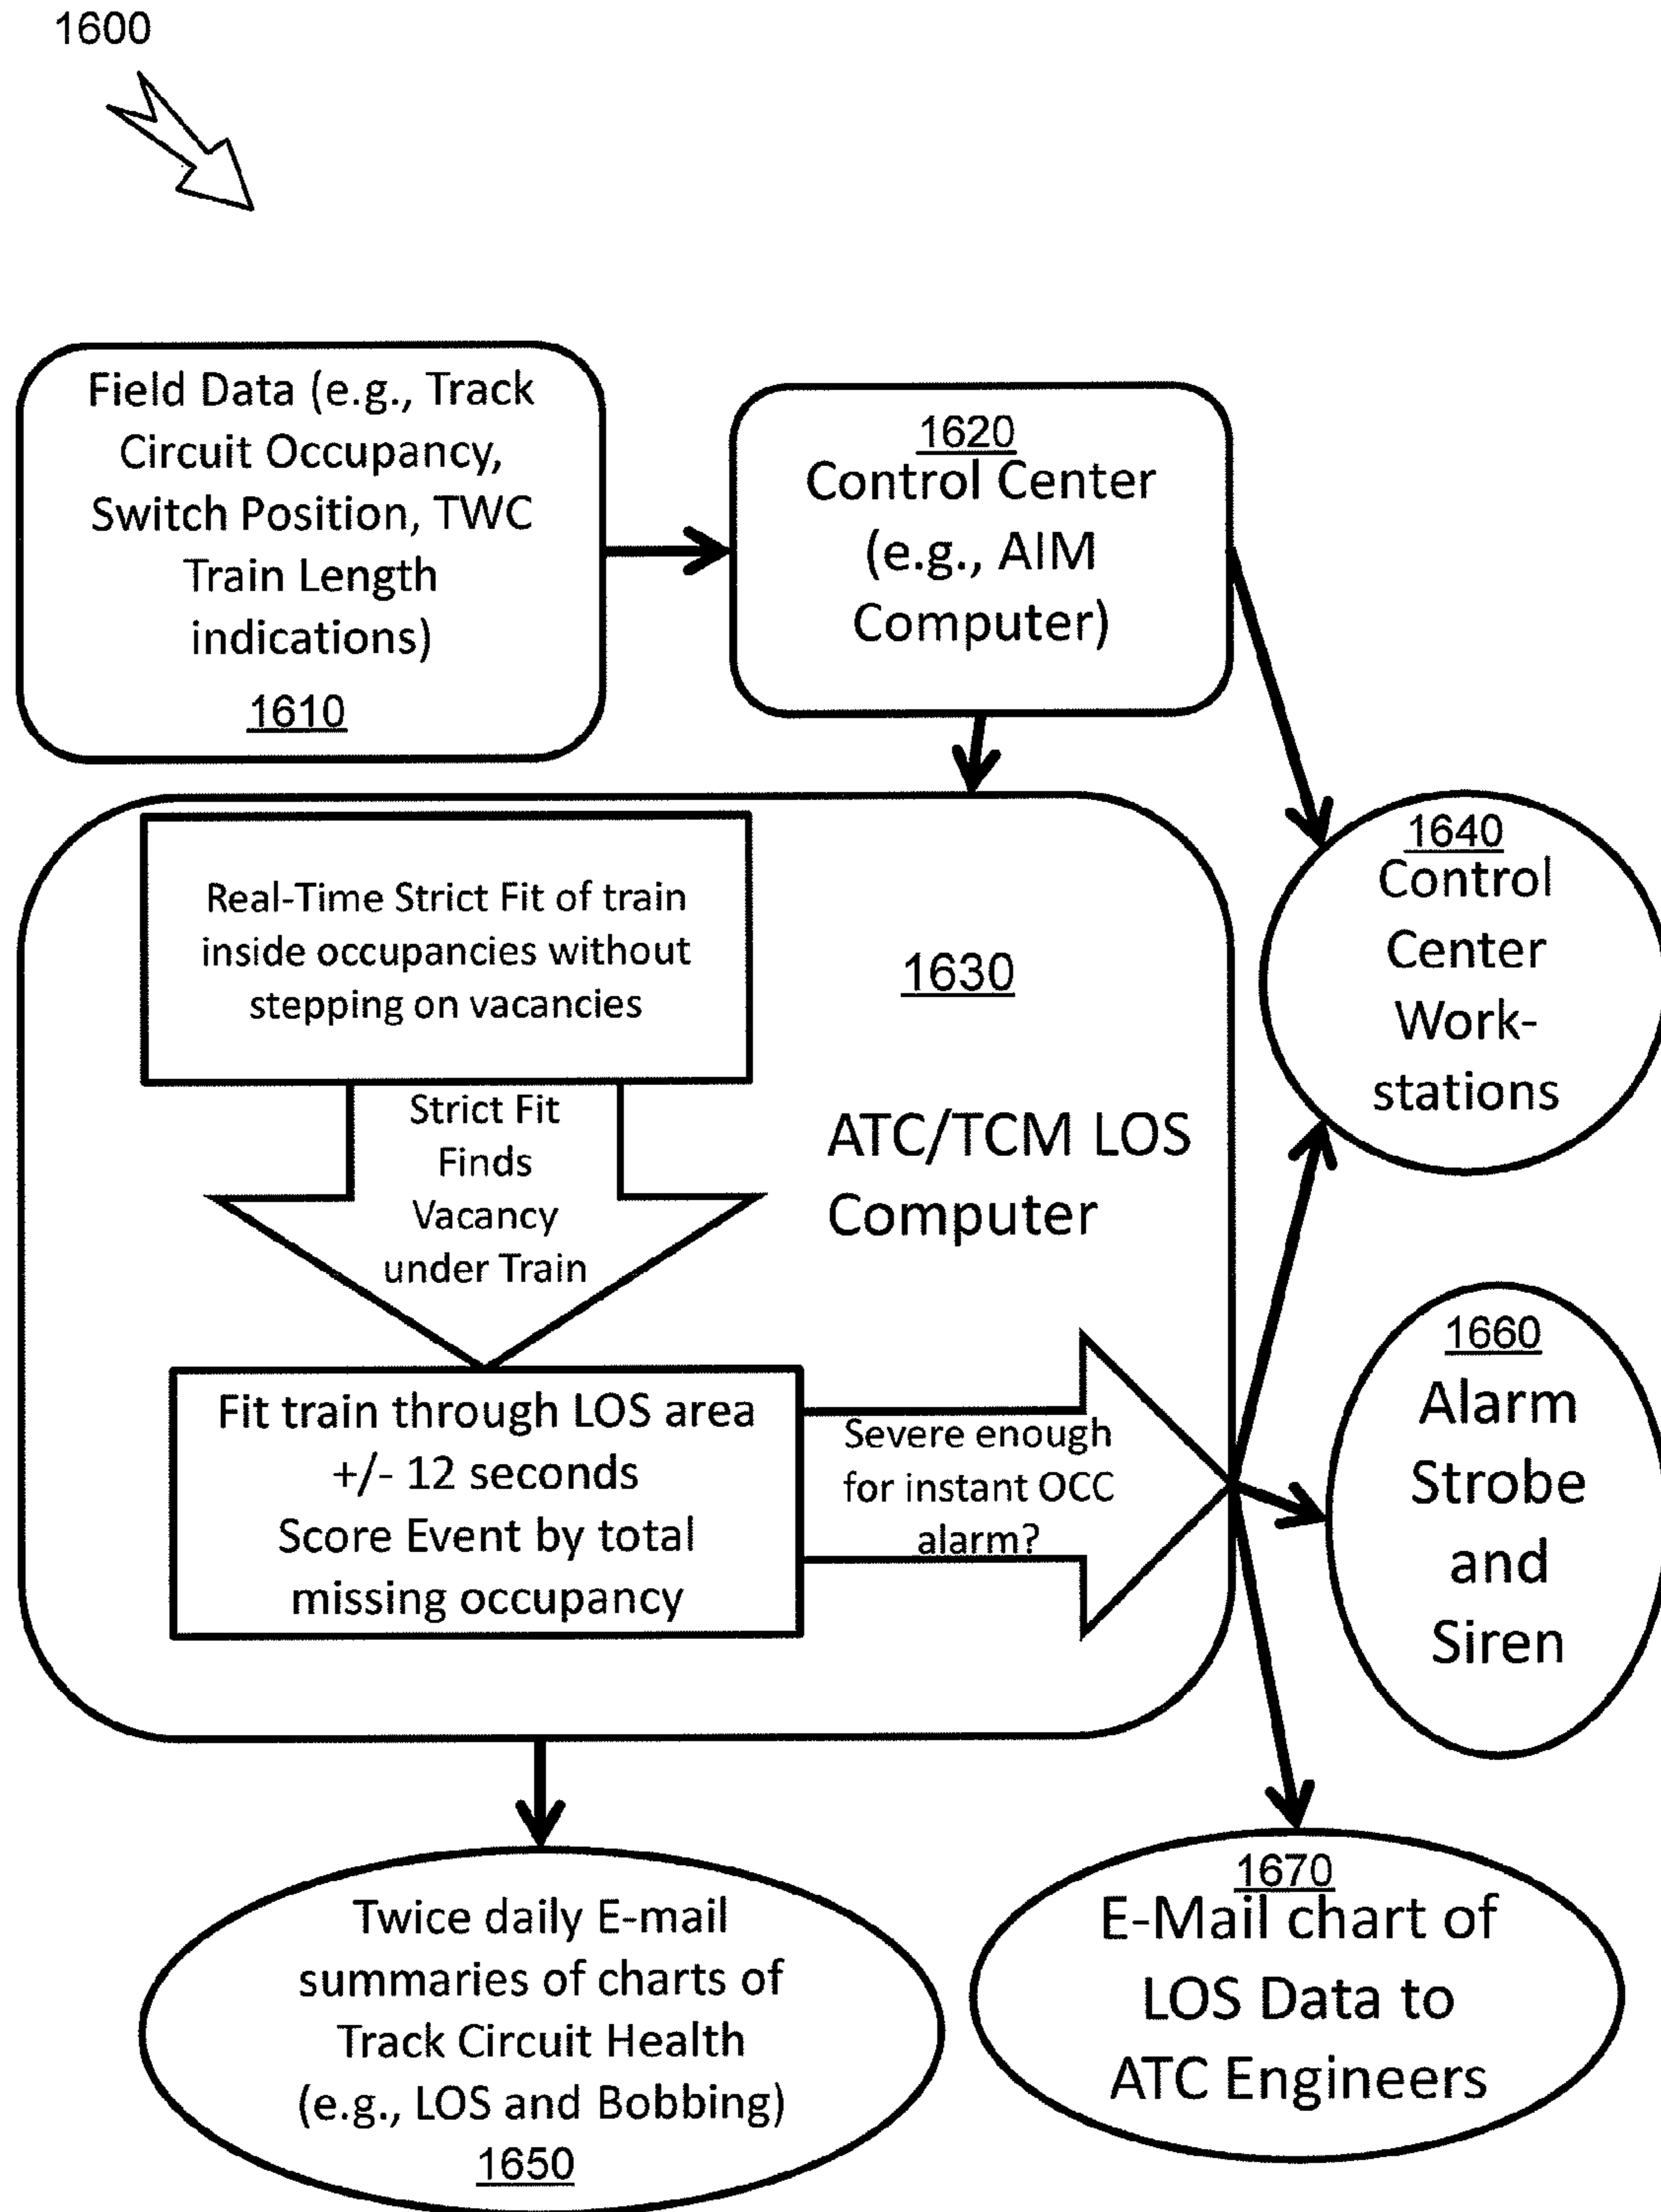 1600
Field Data (e.g., Track
Circuit Occupancy,
Switch Position, TWC
Train Length
indications)
1610
1620
Control Center
(e.g., AIM
Computer)
Real-Time Strict Fit of train
inside occupancies without
stepping on vacancies
1630
ATC/TCM LOS
Computer
Strict Fit
Finds
Vacancy
under Train
Fit train through LOS area
+/- 12 seconds
Score Event by total
missing occupancy
Severe enough
for instant OCC
alarm?
1640
Control
Center
Work-
stations
1660
Alarm
Strobe
and
Siren
Twice daily E-mail
summaries of charts of
Track Circuit Health
(e.g., LOS and Bobbing)
1650
1670
E-Mail chart of
LOS Data to
ATC Engineers